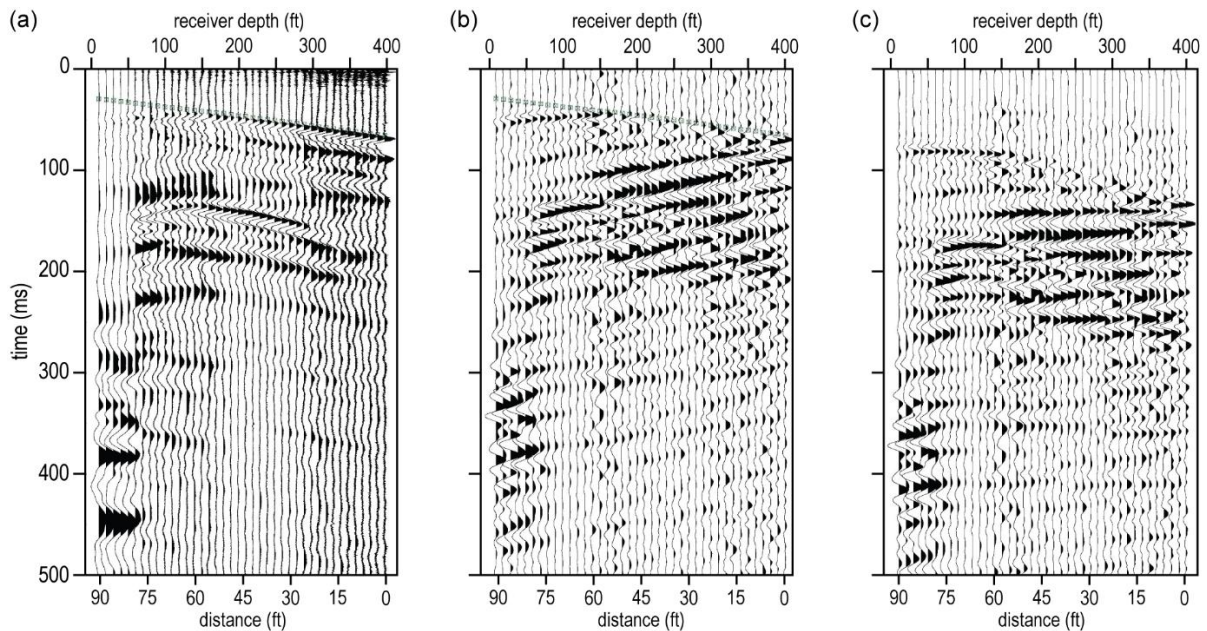 (a)
receiver depth (ft)
0 100 200 300 400
0
100
200
300
400
500
time (ms)
90 75 60 45 30 15 0
distance (ft)
(b)
receiver depth (ft)
0 100 150 200 250 300 350 400
90 75 60 45 30 15 0
distance (ft)
(c)
receiver depth (ft)
0 100 200 300 400
90 75 60 45 30 15 0
distance (ft)